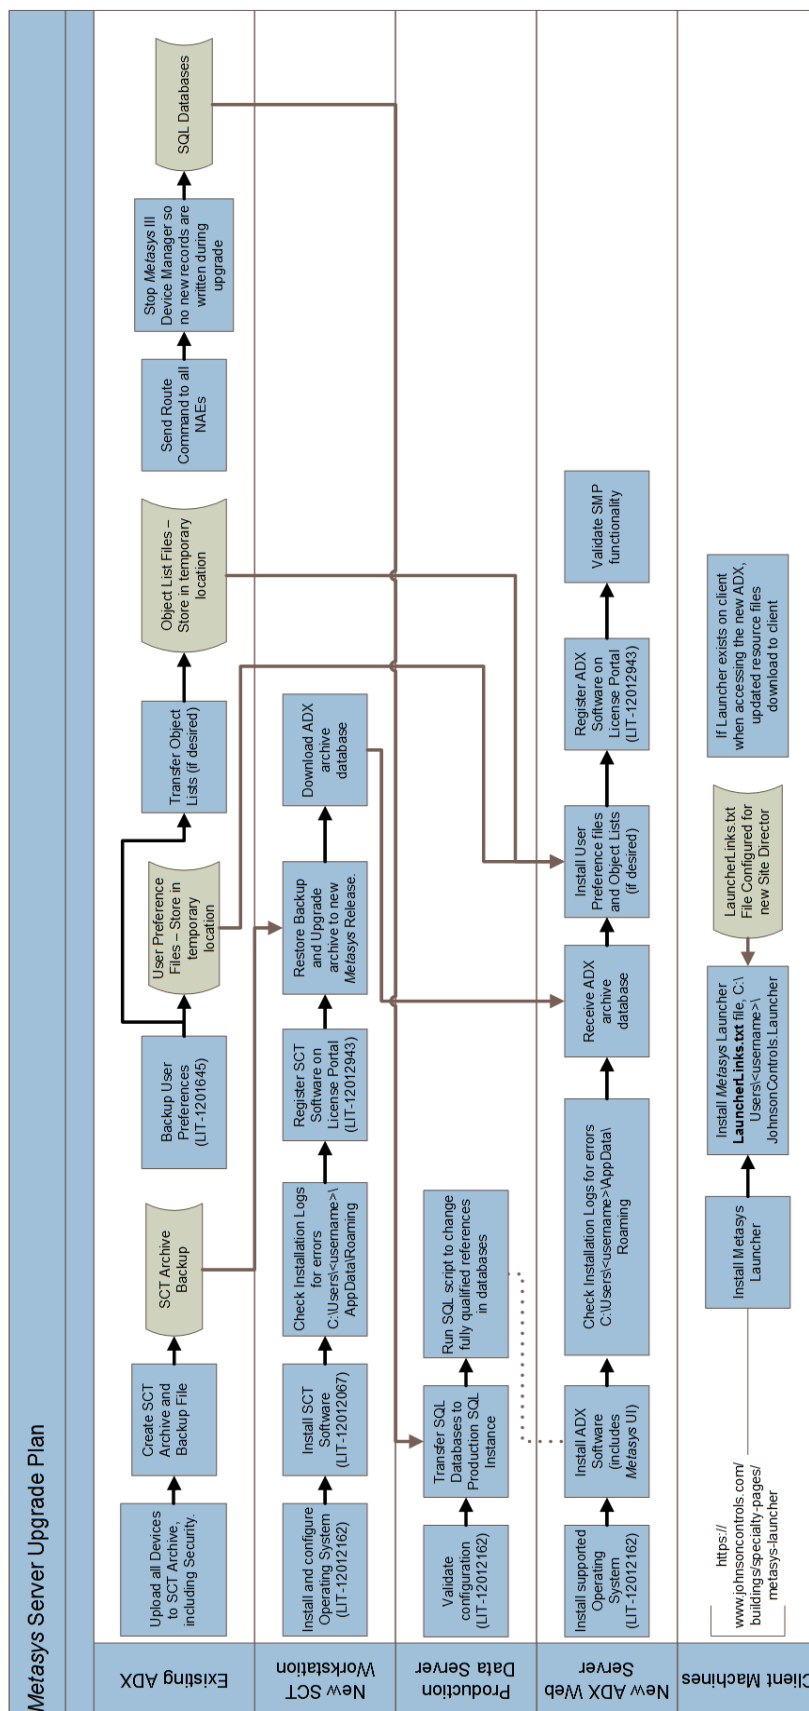 Metasys Server Upgrade Plan
Existing ADX
Upload all Devices
to SCT Archive,
including Security.
Create SCT
Archive and
Backup File
SCT Archive
Backup
Backup User
Preferences
(LIT-1201645)
User Preference
Files – Store in
temporary
location
Transfer Object
Lists (if desired)
Object List Files –
Store in temporary
location
Send Route
Command to all
NAEs
Stop Metasys III
Device Manager so
no new records are
written during
upgrade
SQL Databases
New SCT
Workstation
Install and configure
Operating System
(LIT-12012162)
Install SCT
Software
(LIT-12012067)
Check Installation Logs
for errors
C:\Users\<username>\
AppData\Roaming
Register SCT
Software on
License Portal
(LIT-12012943)
Restore Backup
and Upgrade
archive to new
Metasys Release.
Download ADX
archive
database
Production
Data Server
Validate
configuration
(LIT-12012162)
Transfer SQL
Databases to
Production SQL
Instance
Run SQL script to change
fully qualified references
in databases
New ADX Web
Server
Install supported
Operating
System
(LIT-12012162)
Install ADX
Software
(includes
Metasys UI)
Check Installation Logs for errors
C:\Users\<username>\AppData\
Roaming
Receive ADX
archive
database
Install User
Preference files
and Object Lists
(if desired)
Register ADX
Software on
License Portal
(LIT-12012943)
Validate SMP
functionality
Client Machines
https://
www.johnsoncontrols.com/
buildings/specialty-pages/
metasys-launcher
Install Metasys
Launcher
Install Metasys Launcher
LauncherLinks.txt file, C:\
Users\<username>\
JohnsonControls.Launcher
LauncherLinks.txt
File Configured for
new Site Director
If Launcher exists on client
when accessing the new ADX,
updated resource files
download to client